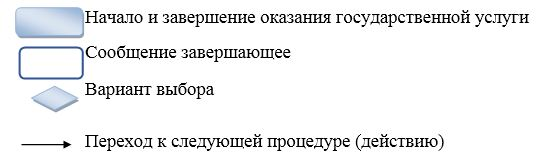 Начало и завершение оказания государственной услуги
Сообщение завершающее
Вариант выбора
Переход к следующей процедуре (действию)